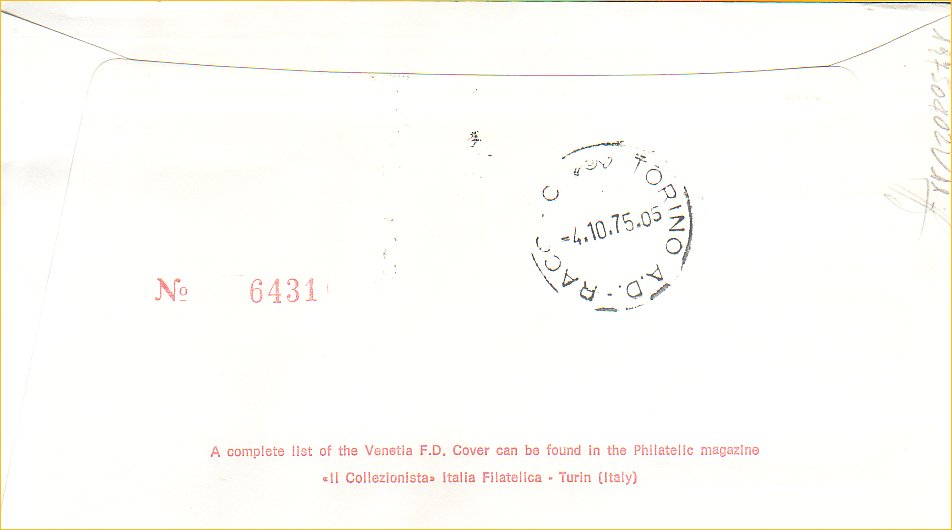 TORINO A.D.-RACC
-4.10.75.05
Nº 6431
A complete list of the Venetia F.D. Cover can be found in the Philatelic magazine
«Il Collezionista» Italia Filatelica - Turin (Italy)